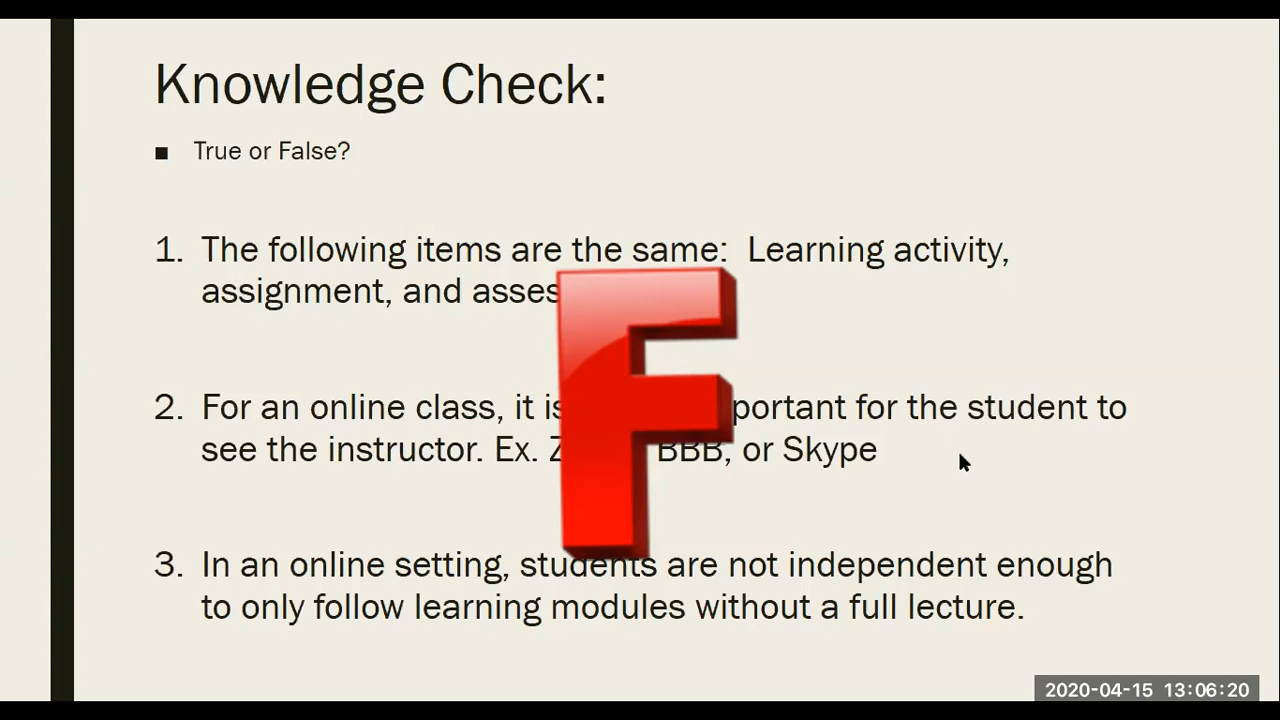 Knowledge Check:
■ True or False?
1. The following items are the same: Learning activity,
assignment, and
F
2. For an online class, it is for the student to
see the instructor. Ex. BBB, or Skype
3. In an online setting, students are not independent enough
to only follow learning modules without a full lecture.
2020-04-15 13:06:20